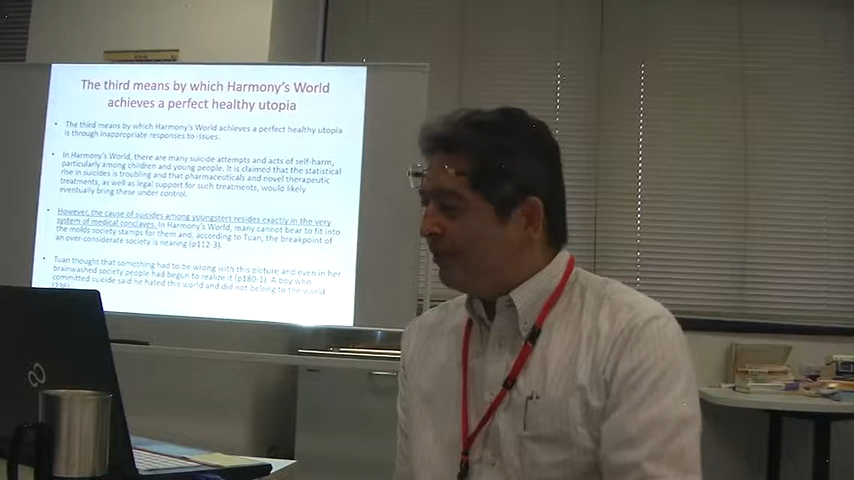 The third means by which Harmony's World
achieves a perfect healthy utopia
• The third means by which Harmony's World achieves a perfect healthy utopia
is through inappropriate responses to issues.
• In Harmony's World, there are many suicide attempts and acts of self-harm,
particularly among children and young people. It is claimed that the statistical
rise in suicides is troubling and that pharmaceuticals and novel therapeutic
treatments, as well as legal support for such treatments, would likely
eventually bring these under control.
• However, the cause of suicides among youngsters resides exactly in the very
system of medical conclaves. In Harmony's World, many cannot bear to fit into
the molds society stamps for them and, according to Tuan, the breakpoint of
an over-considerate society is nearing (p112-3).
• Tuan thought that something had to be wrong with this picture and even in her
brainwashed society people had begun to realize it (p180-1). A boy who
committed suicide said he hated this world and did not belong to the world
(236)